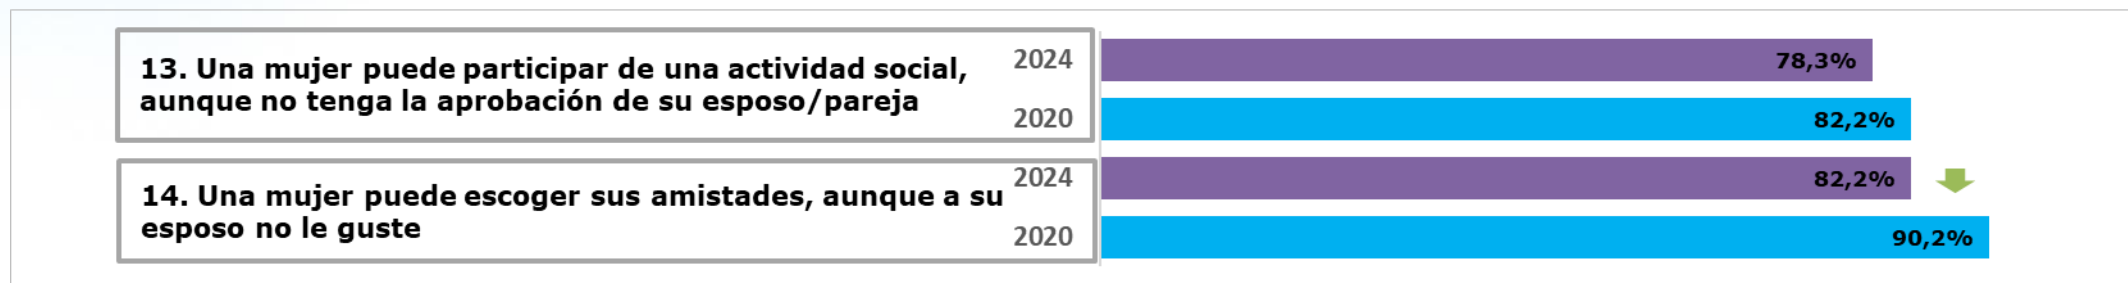 13. Una mujer puede participar de una actividad social,
aunque no tenga la aprobación de su esposo/pareja
2024
78,3%
2020
82,2%
14. Una mujer puede escoger sus amistades, aunque a su
esposo no le guste
2024
82,2%
2020
90,2%